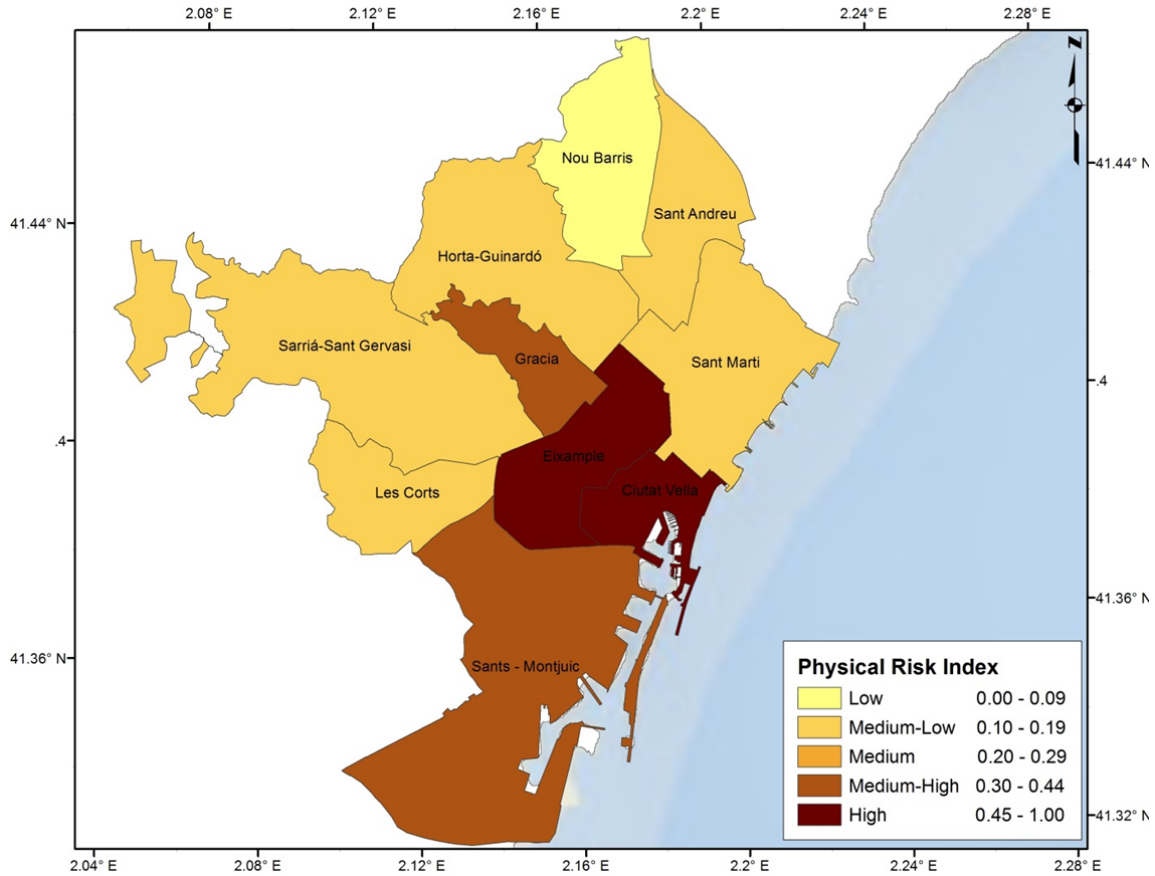 2.08° E 2.12° E 2.16° E 2.2° E 2.24° E 2.28° E
N
Nou Barris
41.44° N
Sant Andreu
41.44° N
Horta-Guinardó
Sarriá-Sant Gervasi
Gracia
Sant Marti
.4
.4
Eixample
Les Corts
Ciutat Vella
41.36° N
41.36° N
Sants - Montjuic
Physical Risk Index
Low 0.00 - 0.09
Medium-Low 0.10 - 0.19
Medium 0.20 - 0.29
Medium-High 0.30 - 0.44
High 0.45 - 1.00
41.32° N
2.04° E 2.08° E 2.12° E 2.16° E 2.2° E 2.24° E 2.28° E